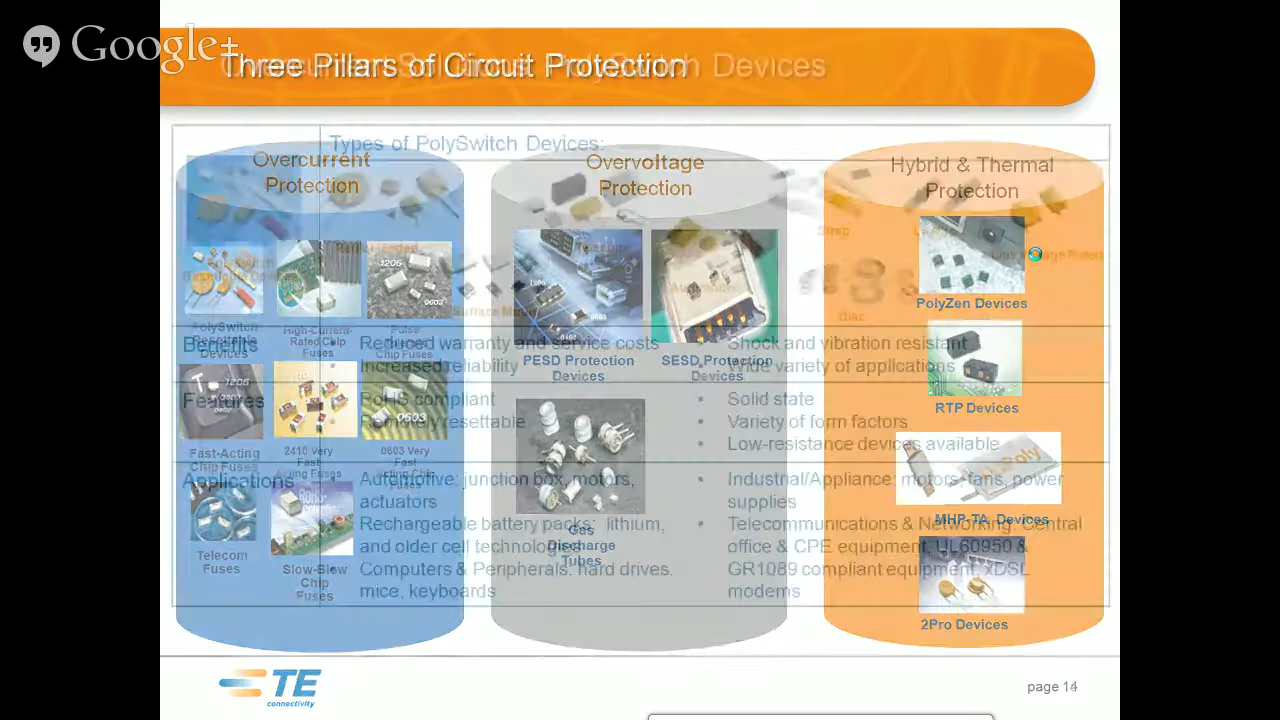 Google+
Three Pillars of Circuit Protection
PolySwitch Devices
Types of PolySwitch Devices:
Overcurrent
Protection
Overvoltage
Protection
Hybrid & Thermal
Protection
PolySwitch
Resettable
Devices
High-Current-
Rated Chip
Fuses
Pulse
Chip Fuses
PESD Protection
Devices
SESD Protection
Devices
PolyZen Devices
Benefits
Reduced warranty and service costs
Increased reliability
• Shock and vibration resistant
• Wide variety of applications
RTP Devices
Features
RoHS compliant
Remotely resettable
• Solid state
• Variety of form factors
• Low-resistance devices available
Fast-Acting
Chip Fuses
2410 Very
Fast-
Acting Fuses
0603 Very
Fast-
Acting Chip
Fuses
Applications
Automotive: junction box, motors,
actuators
Rechargeable battery packs: lithium,
and older cell technologies
Computers & Peripherals: hard drives.
mice, keyboards
• Industrial/Appliance: motors, fans, power
supplies
• Telecommunications & Networking: Central
office & CPE equipment, UL60950 &
GR1089 compliant equipment, xDSL
modems
MHP-TA Devices
Telecom
Fuses
Slow-Blow
Chip
Fuses
Gas
Discharge
Tubes
2Pro Devices
TE
connectivity
page 14